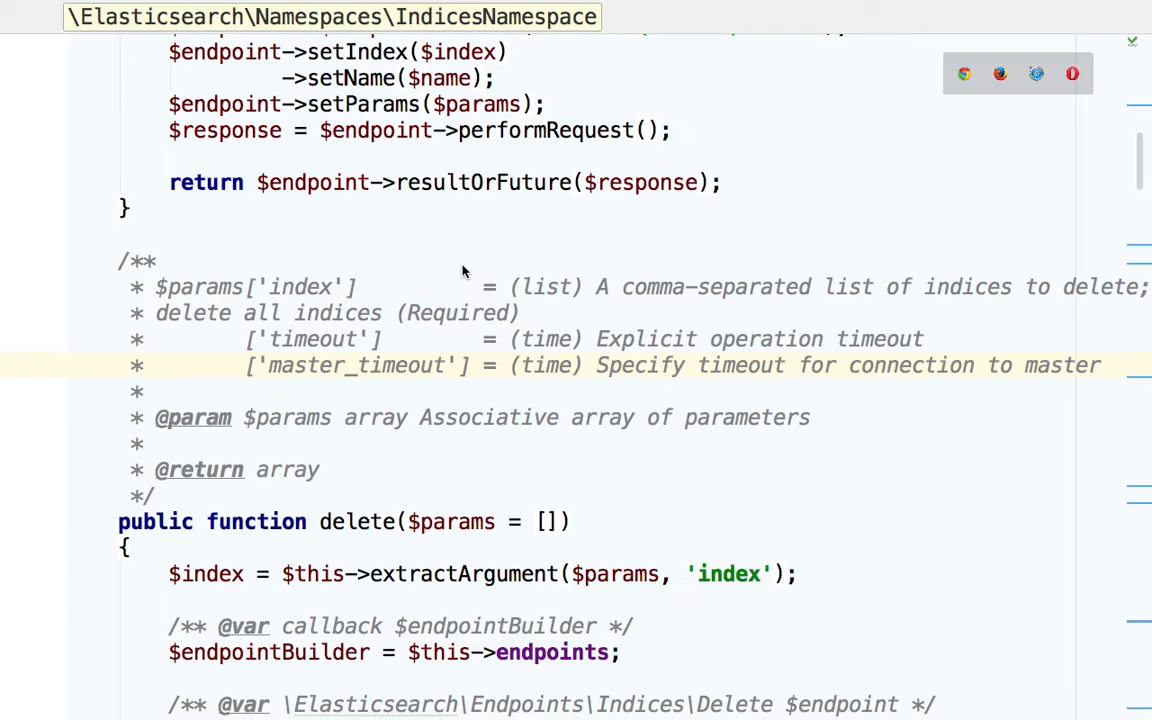 \Elasticsearch\Namespaces\IndicesNamespace
$endpoint->setIndex($index)
->setName($name);
$endpoint->setParams($params);
$response = $endpoint->performRequest();
return $endpoint->resultOrFuture($response);
}
/**
* $params['index'] = (list) A comma-separated list of indices to delete;
* delete all indices (Required)
* ['timeout'] = (time) Explicit operation timeout
* ['master_timeout'] = (time) Specify timeout for connection to master
*
* @param $params array Associative array of parameters
*
* @return array
*/
public function delete($params = [])
{
$index = $this->extractArgument($params, 'index');
/** @var callback $endpointBuilder */
$endpointBuilder = $this->endpoints;
/** @var \Elasticsearch\Endpoints\Indices\Delete $endpoint */